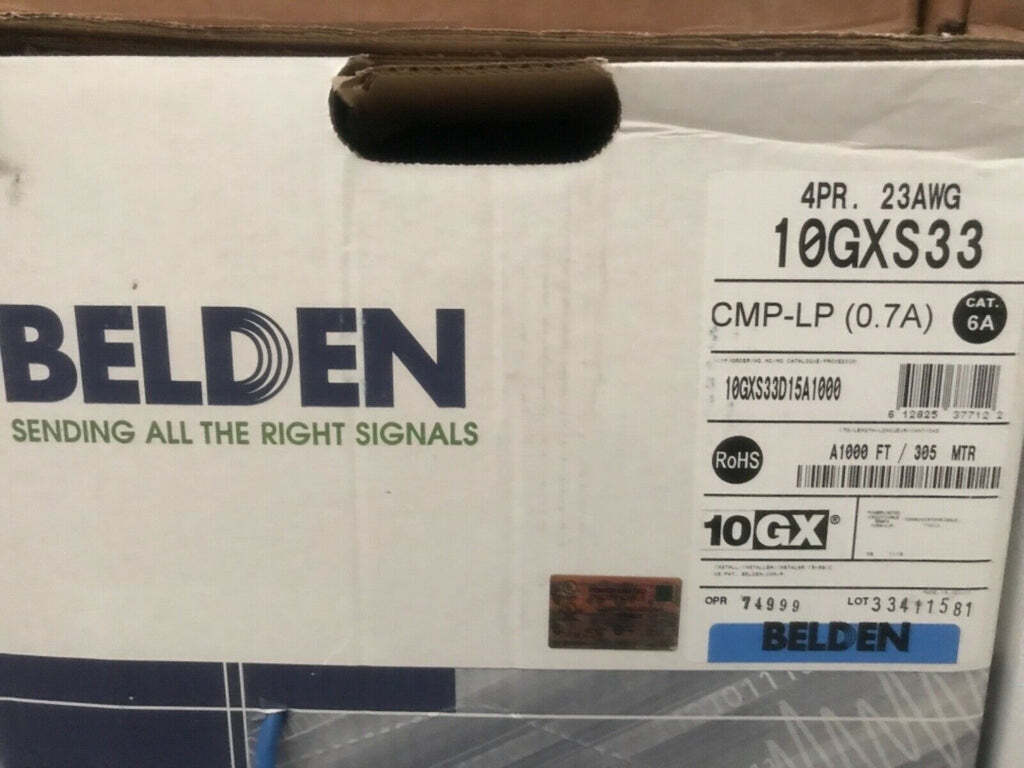 BELDEN
SENDING ALL THE RIGHT SIGNALS
4PR. 23AWG
10GXS33
CMP-LP (0.7A)
CAT.
6A
10GXS33D15A1000
6 12825 37712 2
RoHS
A1000 FT / 305 MTR
10GX®
OPR 74999
LOT 33411581
BELDEN